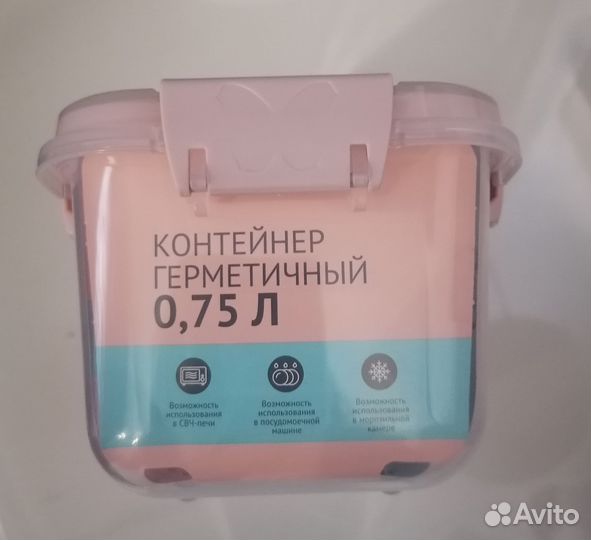 КОНТЕЙНЕР
ГЕРМЕТИЧНЫЙ
0,75 Л
Возможность
использования
в СВЧ-печи
Возможность
использования
в посудомоечной
машине
Возможность
использования
в морозильной
камере
Avito